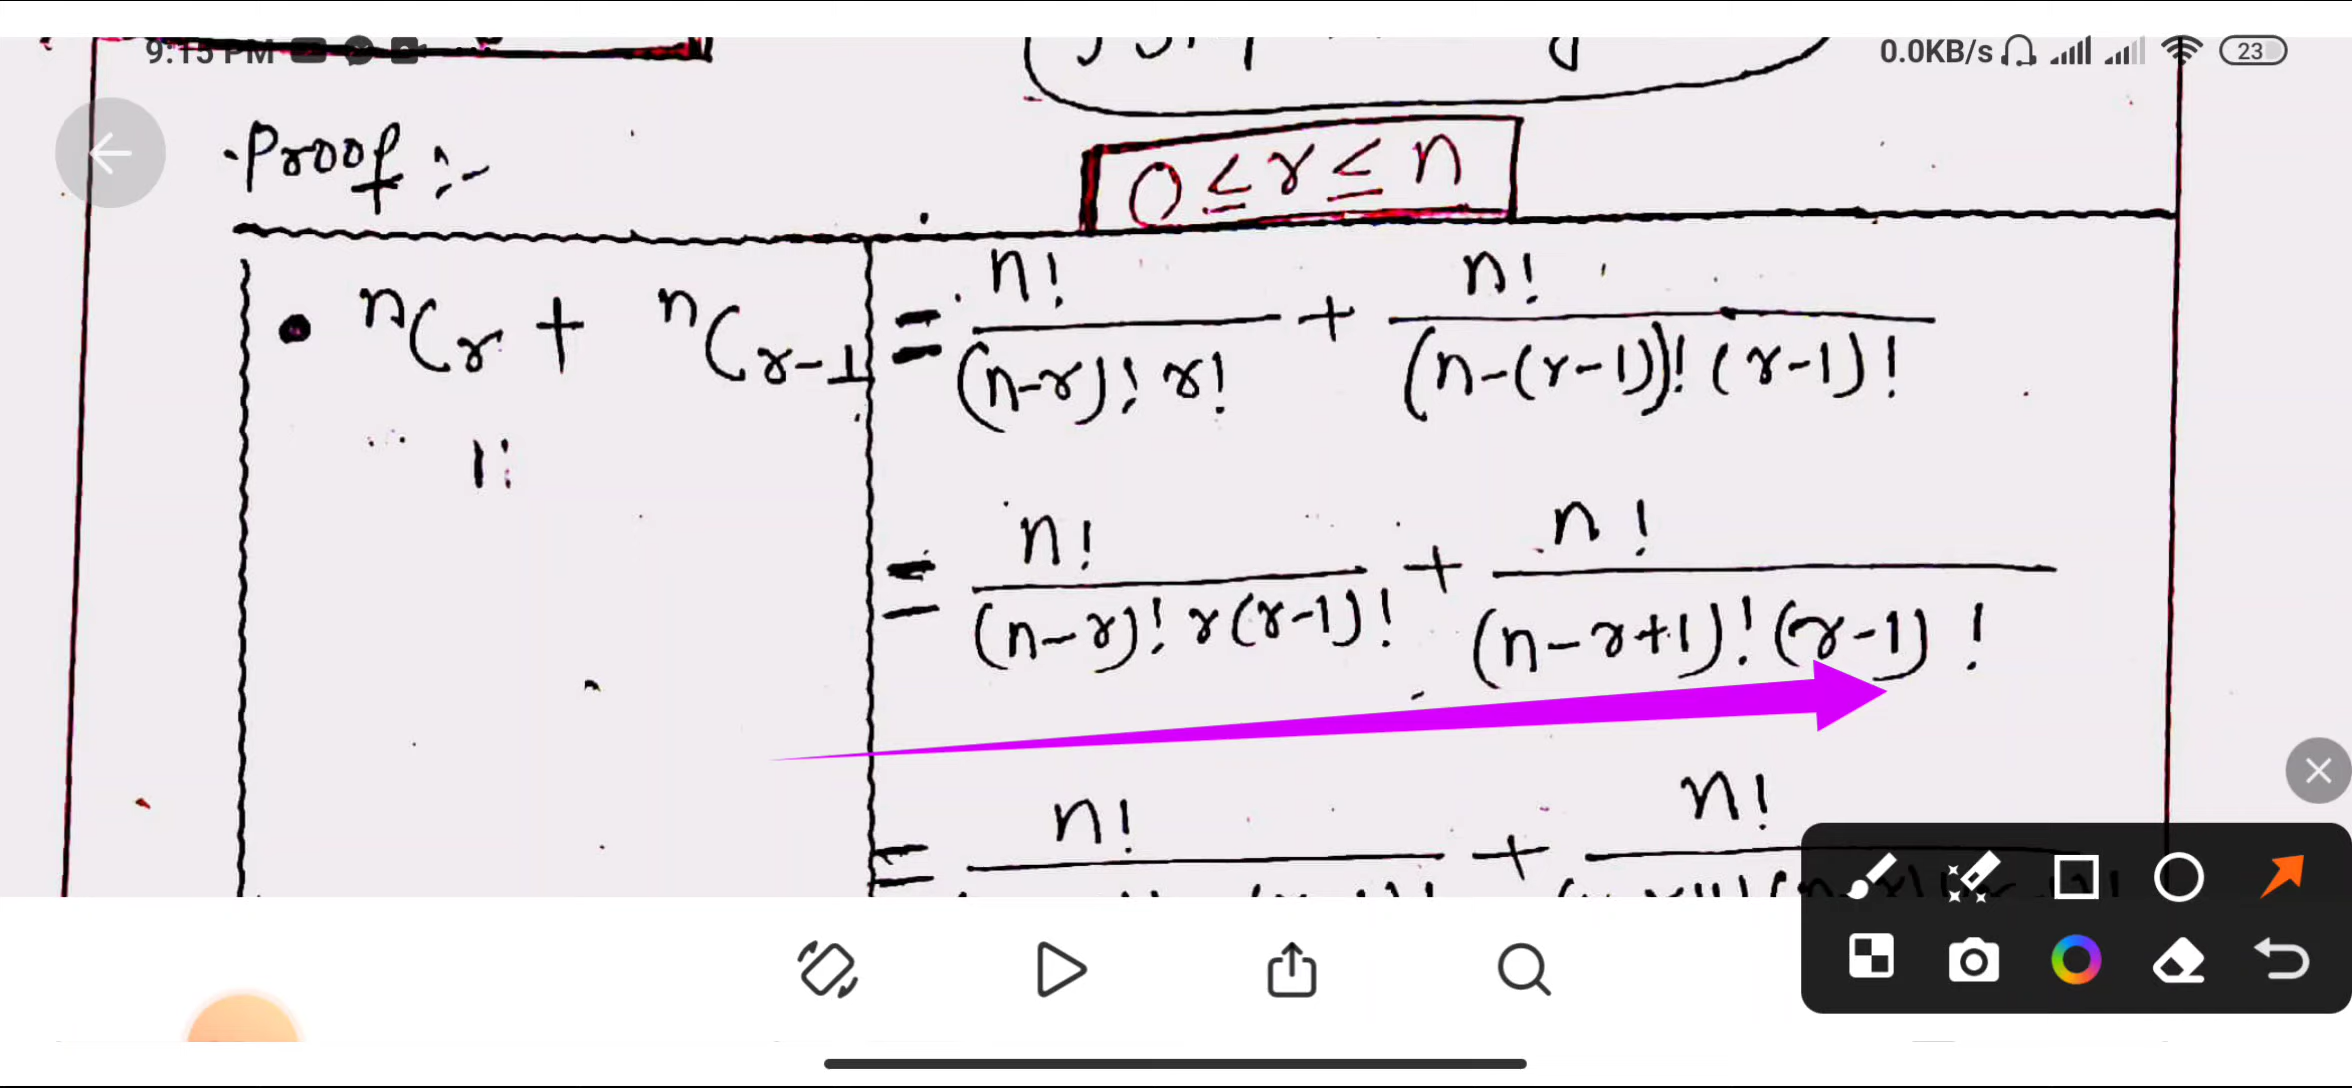 9:15 PM 0.0KB/s 23
Proof :-
0 ≤ r ≤ n
• nCr + nCr-1 = n! / (n-r)! r! + n! / (n-(r-1))! (r-1)!
= n! / (n-r)! r(r-1)! + n! / (n-r+1)! (r-1)!
= n! + n!